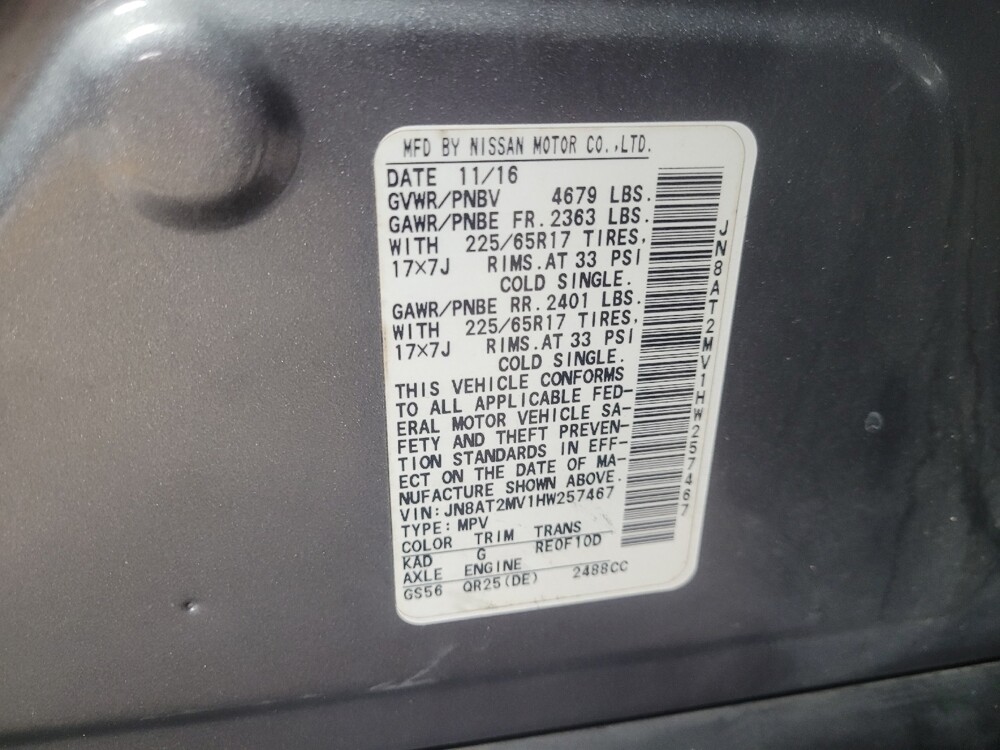 MFD BY NISSAN MOTOR CO.,LTD.
DATE 11/16
GVWR/PNBV 4679 LBS.
GAWR/PNBE FR. 2363 LBS.
WITH 225/65R17 TIRES,
17×7J RIMS.AT 33 PSI
COLD SINGLE.
GAWR/PNBE RR. 2401 LBS.
WITH 225/65R17 TIRES,
17×7J RIMS.AT 33 PSI
COLD SINGLE.
THIS VEHICLE CONFORMS
TO ALL APPLICABLE FED-
ERAL MOTOR VEHICLE SA-
FETY AND THEFT PREVEN-
TION STANDARDS IN EFF-
ECT ON THE DATE OF MA-
NUFACTURE SHOWN ABOVE.
VIN:JN8AT2MV1HW257467
TYPE:MPV
COLOR TRIM TRANS
KAD G RE0F10D
AXLE ENGINE
GS56 QR25(DE) 2488CC
JN8AT2MV1HW257467